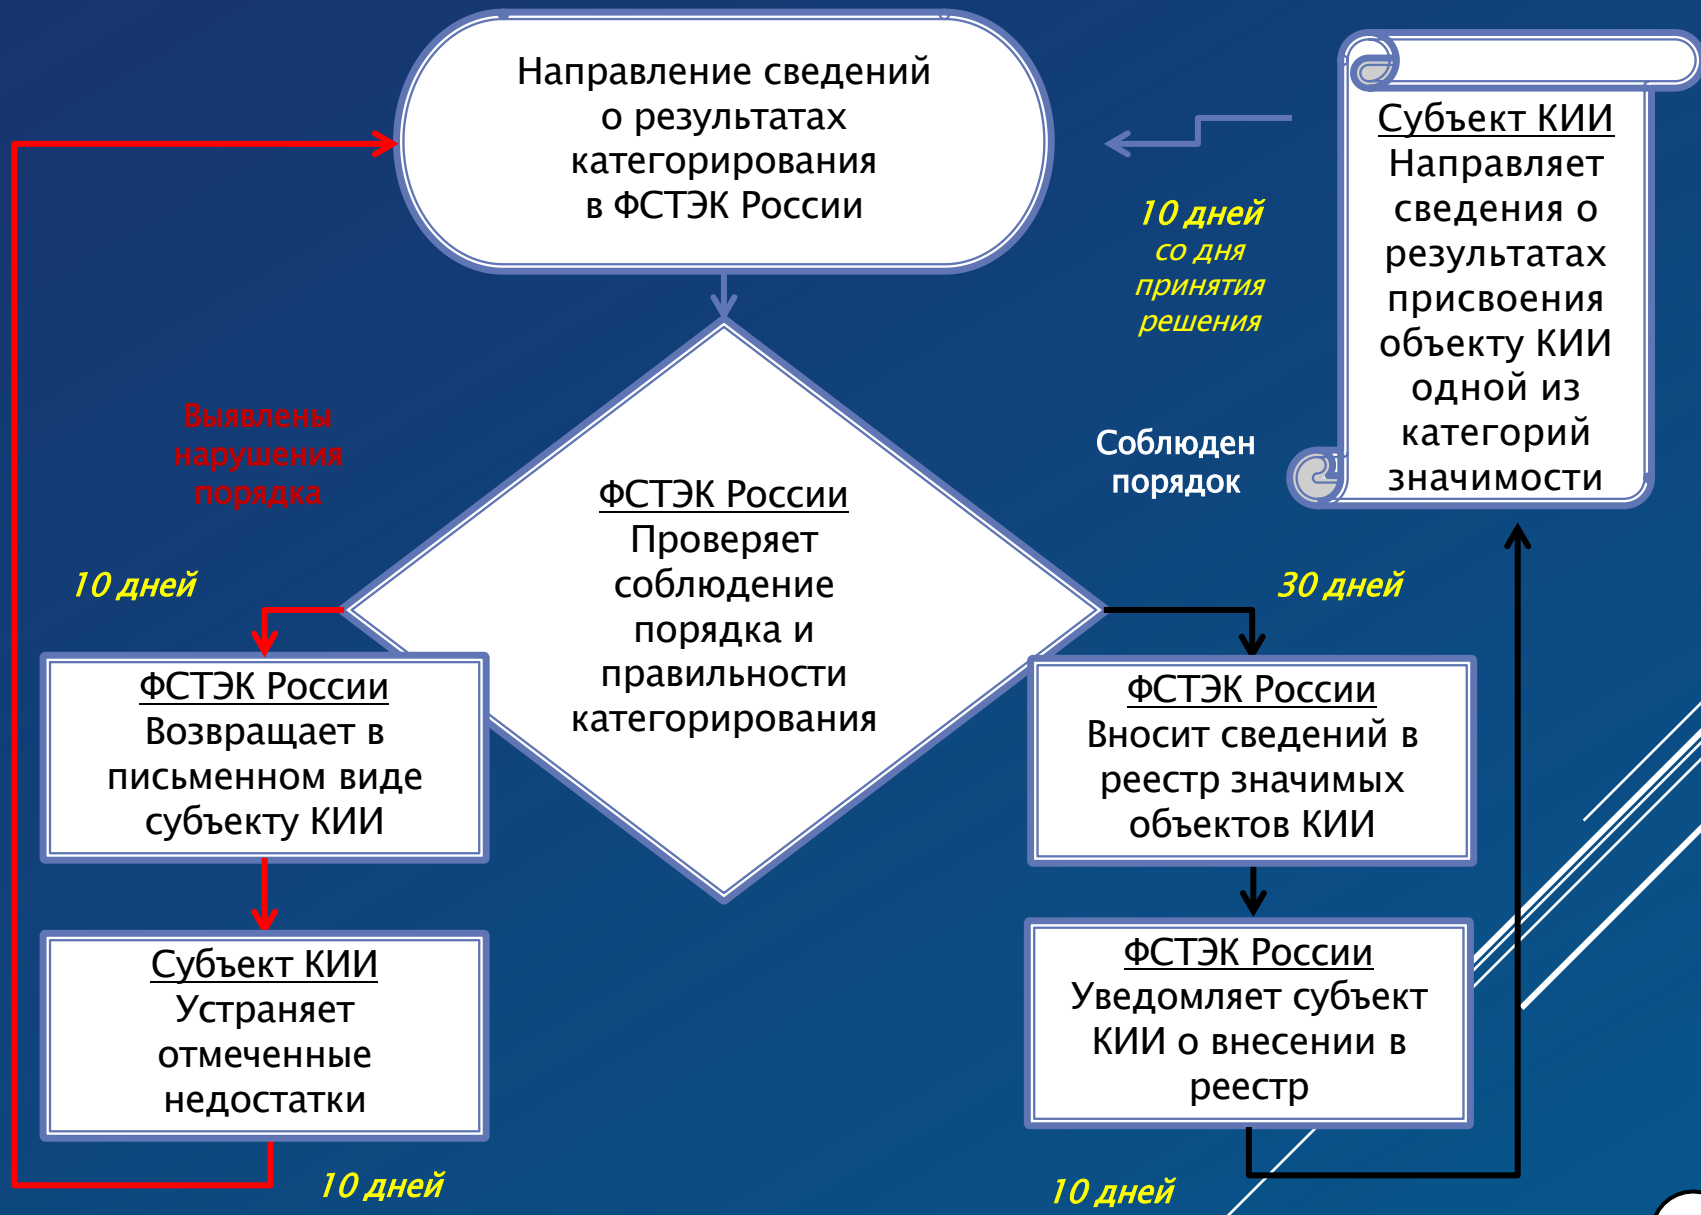 Направление сведений
о результатах
категорирования
в ФСТЭК России
Субъект КИИ
Направляет
сведения о
результатах
присвоения
объекту КИИ
одной из
категорий
значимости
10 дней
со дня
принятия
решения
Выявлены
нарушения
порядка
Соблюден
порядок
ФСТЭК России
Проверяет
соблюдение
порядка и
правильности
категорирования
10 дней
30 дней
ФСТЭК России
Возвращает в
письменном виде
субъекту КИИ
ФСТЭК России
Вносит сведений в
реестр значимых
объектов КИИ
Субъект КИИ
Устраняет
отмеченные
недостатки
ФСТЭК России
Уведомляет субъект
КИИ о внесении в
реестр
10 дней
10 дней